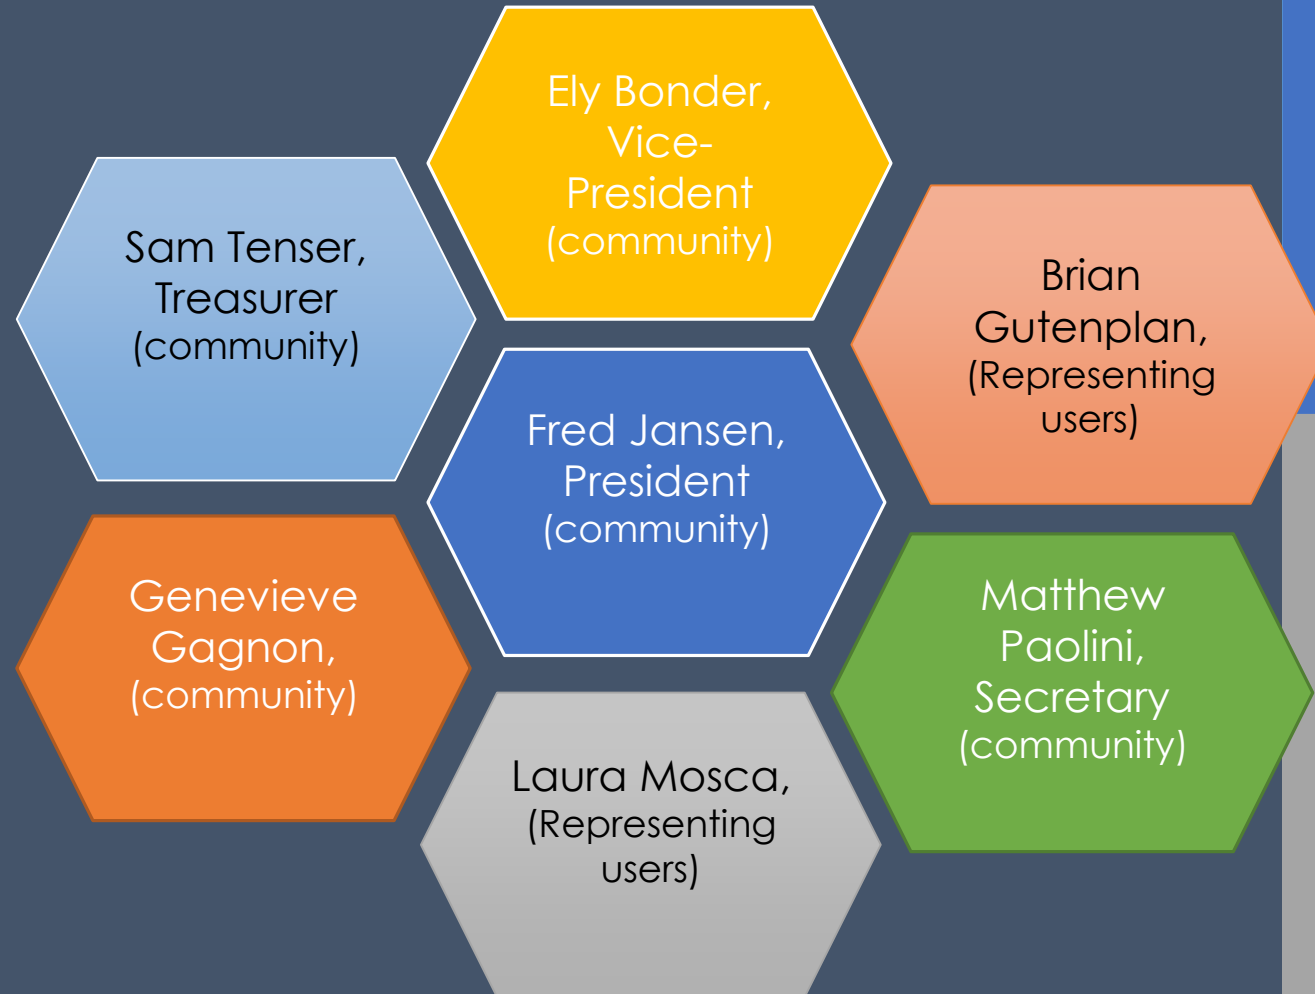 Ely Bonder,
Vice-
President
(community)
Sam Tenser,
Treasurer
(community)
Brian
Gutenplan,
(Representing
users)
Fred Jansen,
President
(community)
Genevieve
Gagnon,
(community)
Matthew
Paolini,
Secretary
(community)
Laura Mosca,
(Representing
users)